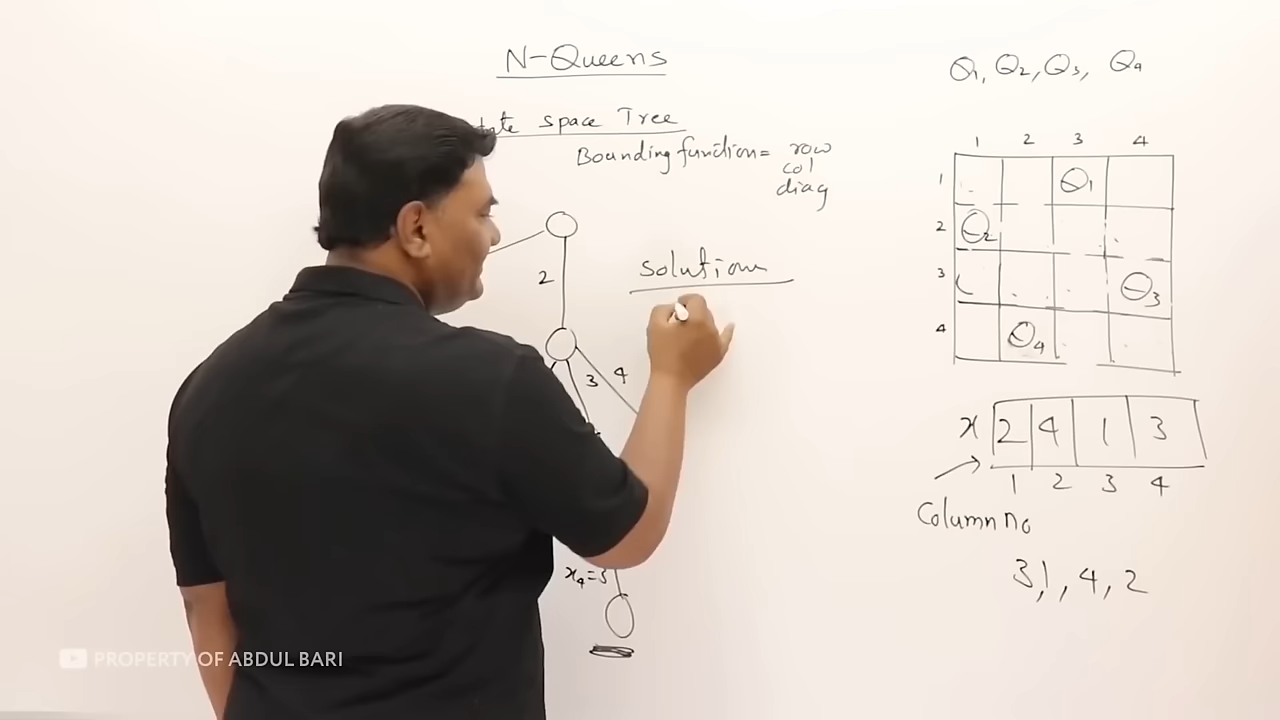 N-Queens
Q1, Q2, Q3, Q4
tate space Tree
Bounding function = row
col
diag
1 2 3 4
1 Q1
2 Q2
3 Q3
4 Q4
2
solutions
3 4
x 2 4 1 3
1 2 3 4
Column no
x4=3
3, 1, 4, 2
PROPERTY OF ABDUL BARI